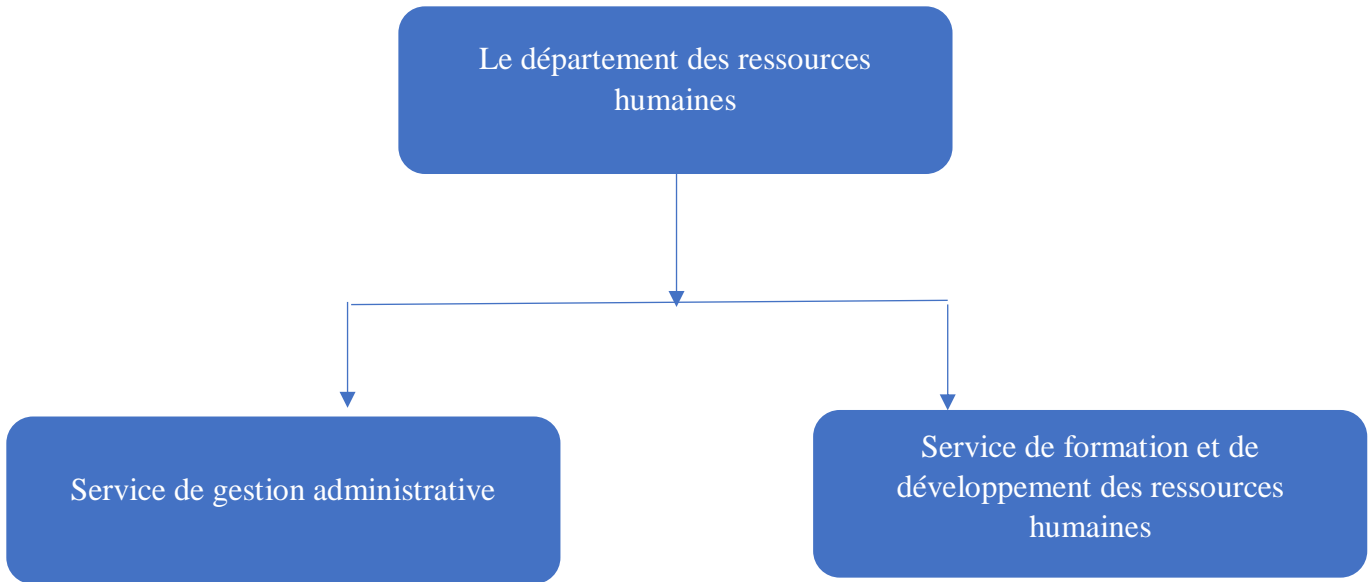 Le département des ressources
humaines
Service de gestion administrative
Service de formation et de
développement des ressources
humaines